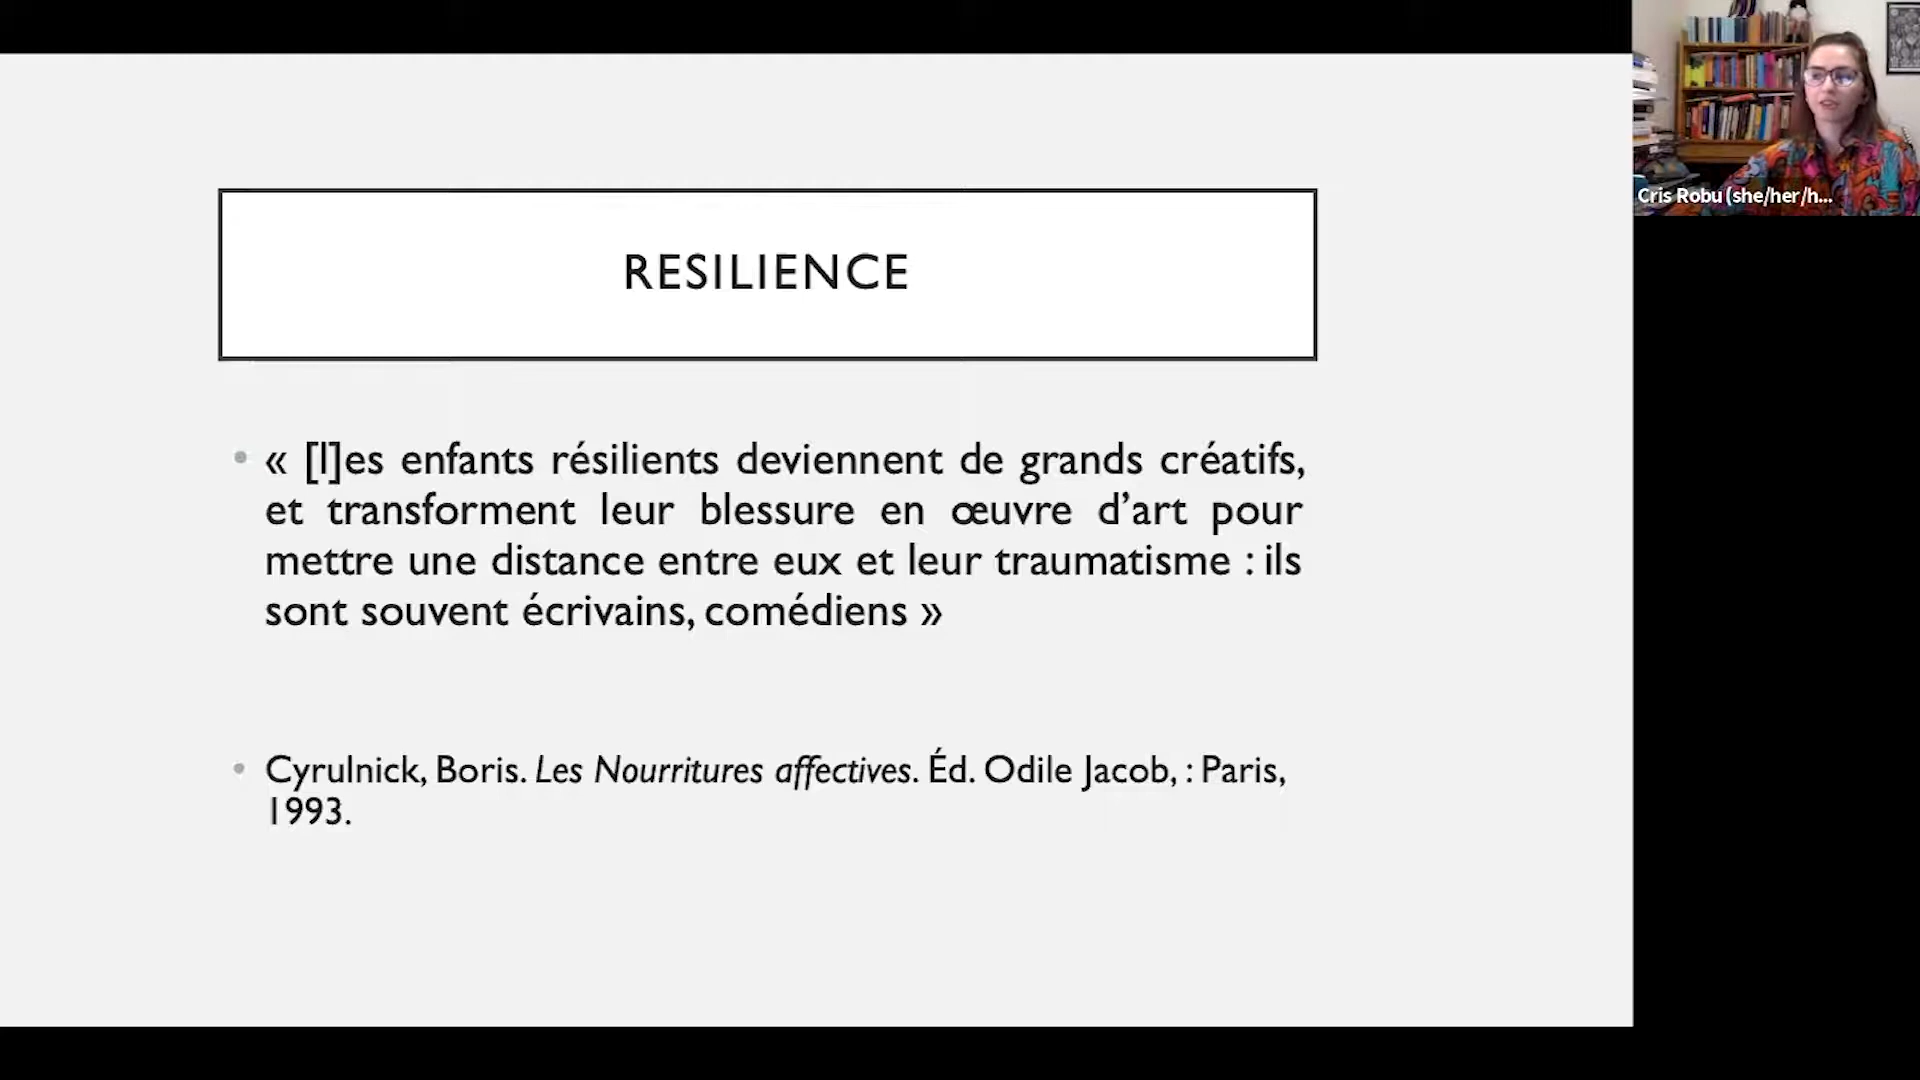 RESILIENCE
• « [l]es enfants résilients deviennent de grands créatifs,
et transforment leur blessure en œuvre d’art pour
mettre une distance entre eux et leur traumatisme : ils
sont souvent écrivains, comédiens »
• Cyrulnick, Boris. Les Nourritures affectives. Éd. Odile Jacob, : Paris,
1993.
Cris Robu (she/her/h...